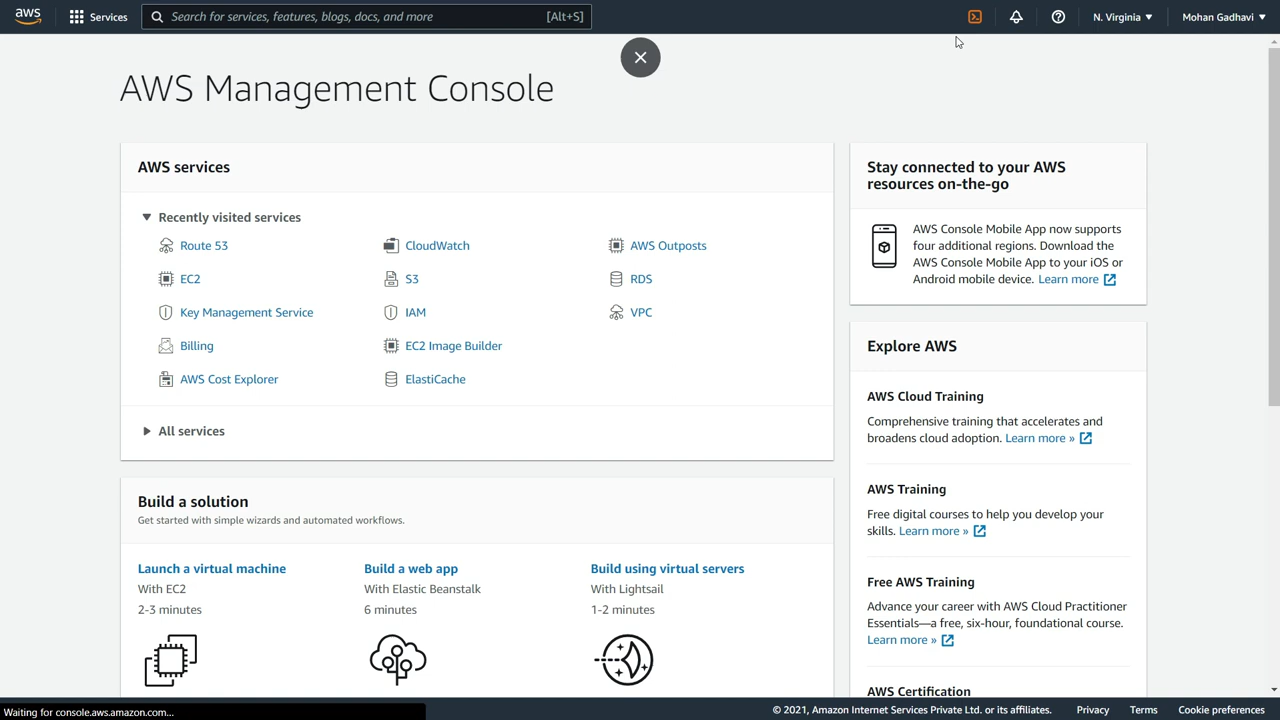 aws Services Search for services, features, blogs, docs, and more [Alt+S] N. Virginia Mohan Gadhavi
AWS Management Console
AWS services
Recently visited services
Route 53 CloudWatch AWS Outposts
EC2 S3 RDS
Key Management Service IAM VPC
Billing EC2 Image Builder
AWS Cost Explorer ElastiCache
All services
Build a solution
Get started with simple wizards and automated workflows.
Launch a virtual machine Build a web app Build using virtual servers
With EC2 With Elastic Beanstalk With Lightsail
2-3 minutes 6 minutes 1-2 minutes
Stay connected to your AWS
resources on-the-go
AWS Console Mobile App now supports
four additional regions. Download the
AWS Console Mobile App to your iOS or
Android mobile device. Learn more
Explore AWS
AWS Cloud Training
Comprehensive training that accelerates and
broadens cloud adoption. Learn more »
AWS Training
Free digital courses to help you develop your
skills. Learn more »
Free AWS Training
Advance your career with AWS Cloud Practitioner
Essentials—a free, six-hour, foundational course.
Learn more »
AWS Certification
Waiting for console.aws.amazon.com...
© 2021, Amazon Internet Services Private Ltd. or its affiliates. Privacy Terms Cookie preferences